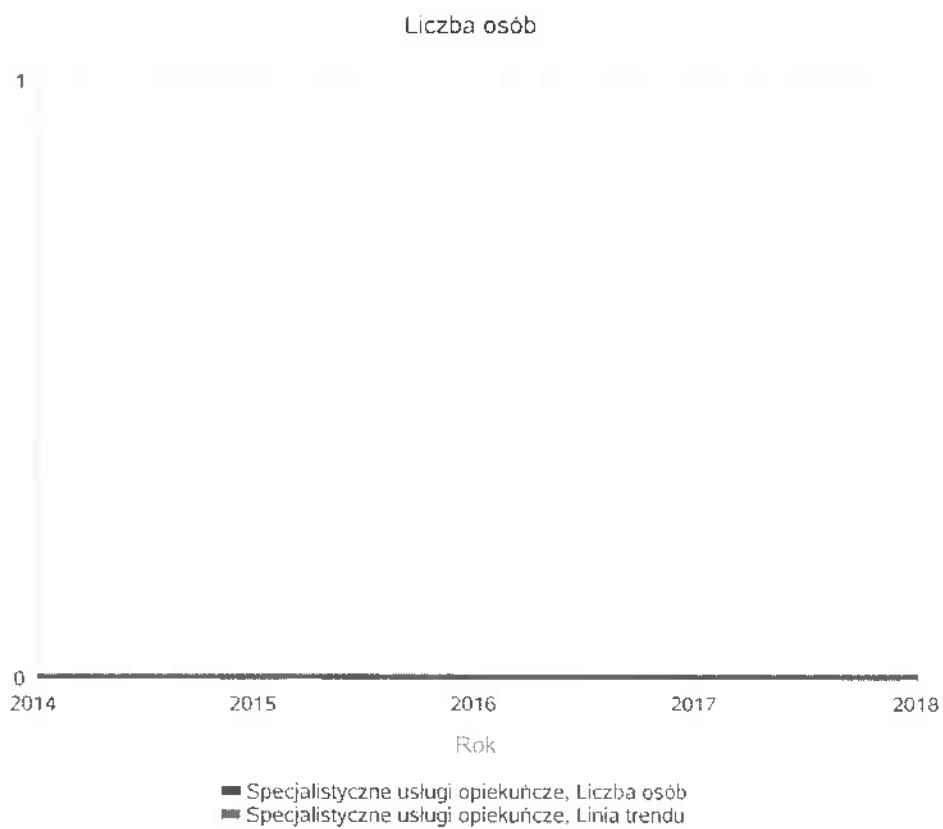 Liczba osób
1
0
2014 2015 2016 2017 2018
Rok
Specjalistyczne usługi opiekuńcze, Liczba osób
Specjalistyczne usługi opiekuńcze, Linia trendu